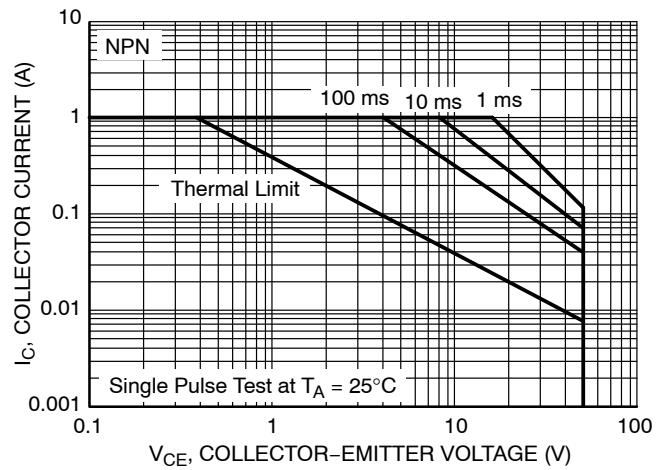 10
NPN
100 ms
10 ms
1 ms
1
Thermal Limit
0.1
0.01
Single Pulse Test at TA = 25°C
0.001
0.1
1
10
100
IC, COLLECTOR CURRENT (A)
VCE, COLLECTOR−EMITTER VOLTAGE (V)